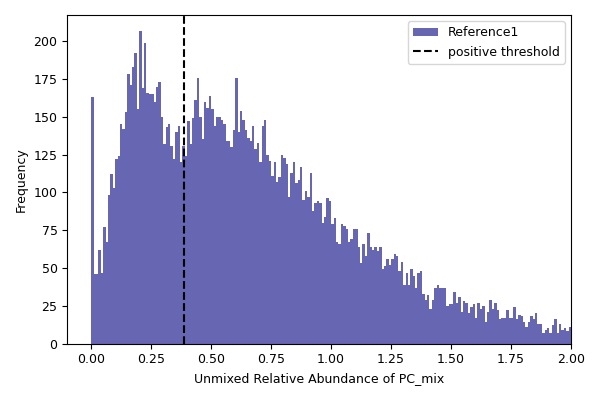 Reference1
positive threshold
200
175
150
125
100
75
50
25
0
Frequency
0.00 0.25 0.50 0.75 1.00 1.25 1.50 1.75 2.00
Unmixed Relative Abundance of PC_mix